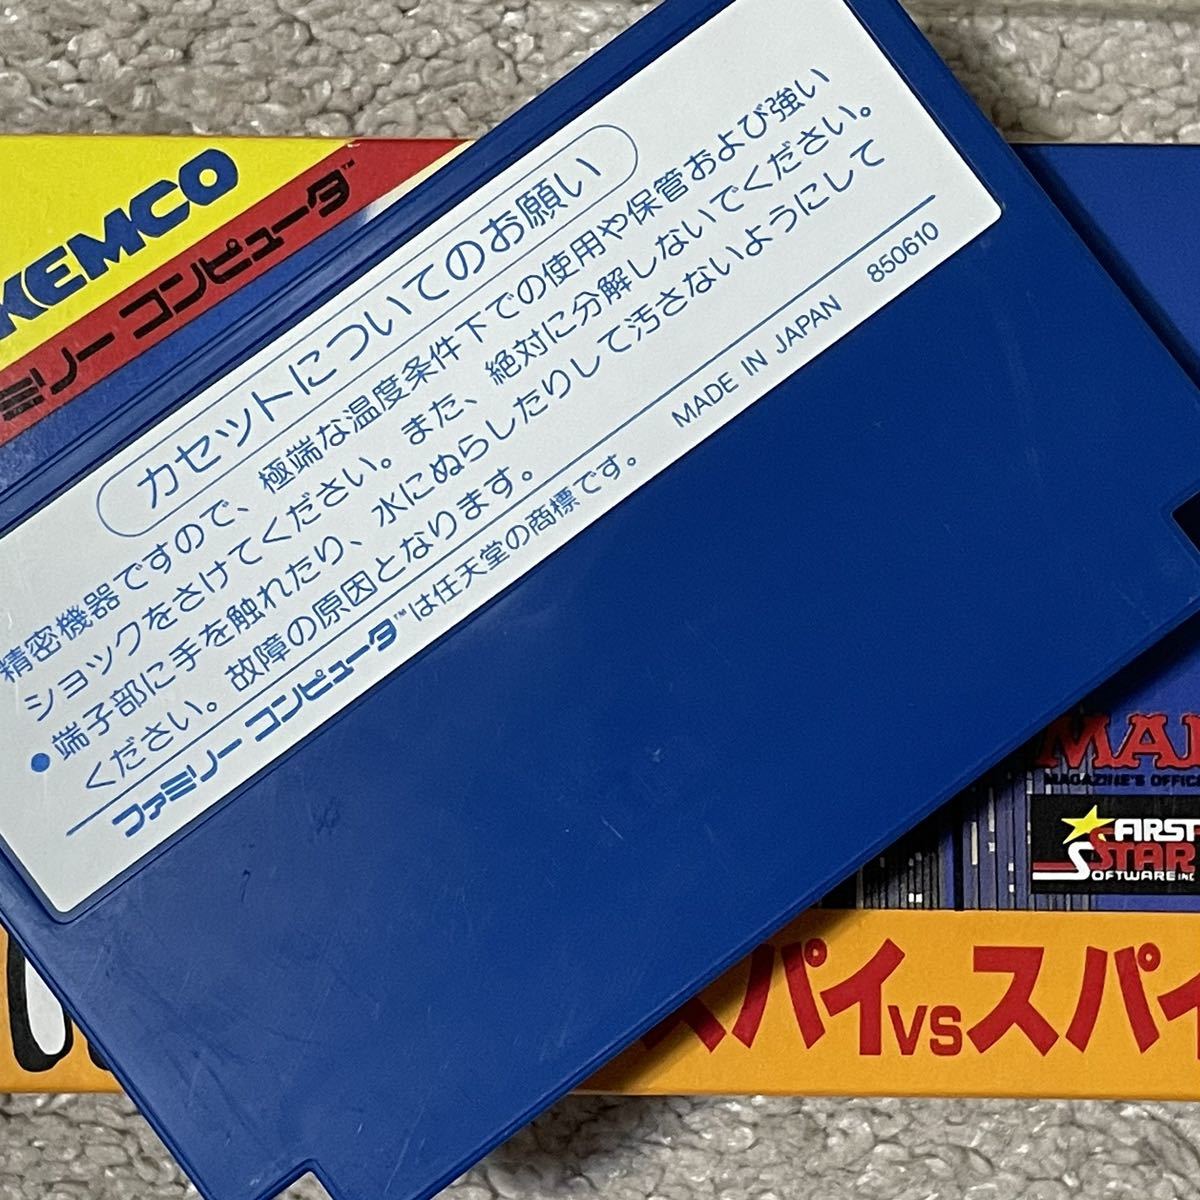 KEMCO
ミリーコンピュータ™
カセットについてのお願い
精密機器ですので、極端な温度条件下での使用や保管および強い
ショックをさけてください。また、絶対に分解しないでください。
●端子部に手を触れたり、水にぬらしたりして汚さないようにして
ください。故障の原因となります。
MADE IN JAPAN 850610
ファミリーコンピュータ™は任天堂の商標です。
MAD
MAGAZINE'S OFFIC
FIRST
STAR
SOFTWARE INC
スパイvsスパイ